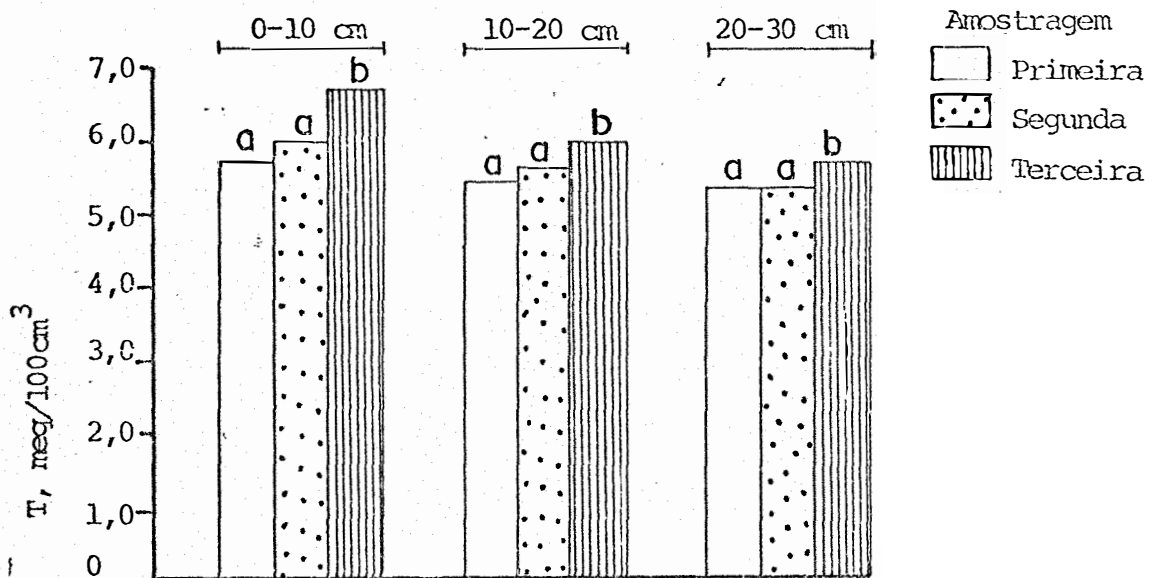 0-10 cm 10-20 cm 20-30 cm
Amostragem
Primeira
Segunda
Terceira
7,0
6,0
5,0
4,0
3,0
2,0
1,0
0
T, meq/100cm³
a a b
a a b
a a b